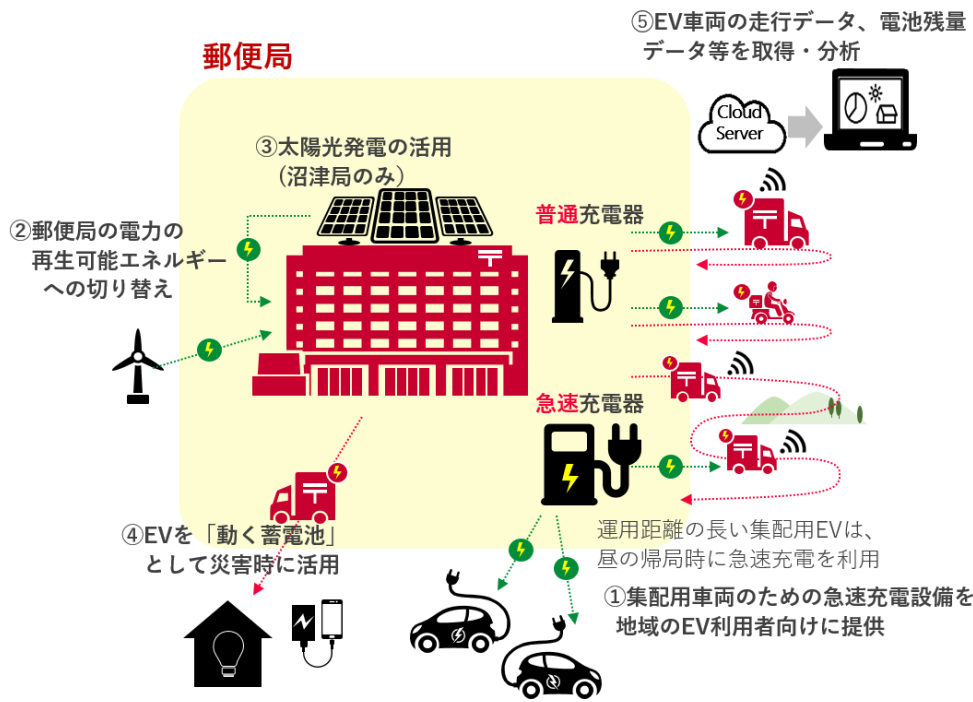 郵便局
⑤EV車両の走行データ、電池残量
データ等を取得・分析
Cloud
Server
③太陽光発電の活用
(沼津局のみ)
②郵便局の電力の
再生可能エネルギー
への切り替え
普通充電器
急速充電器
④EVを「動く蓄電池」
として災害時に活用
運用距離の長い集配用EVは、
昼の帰局時に急速充電を利用
①集配用車両のための急速充電設備を
地域のEV利用者向けに提供